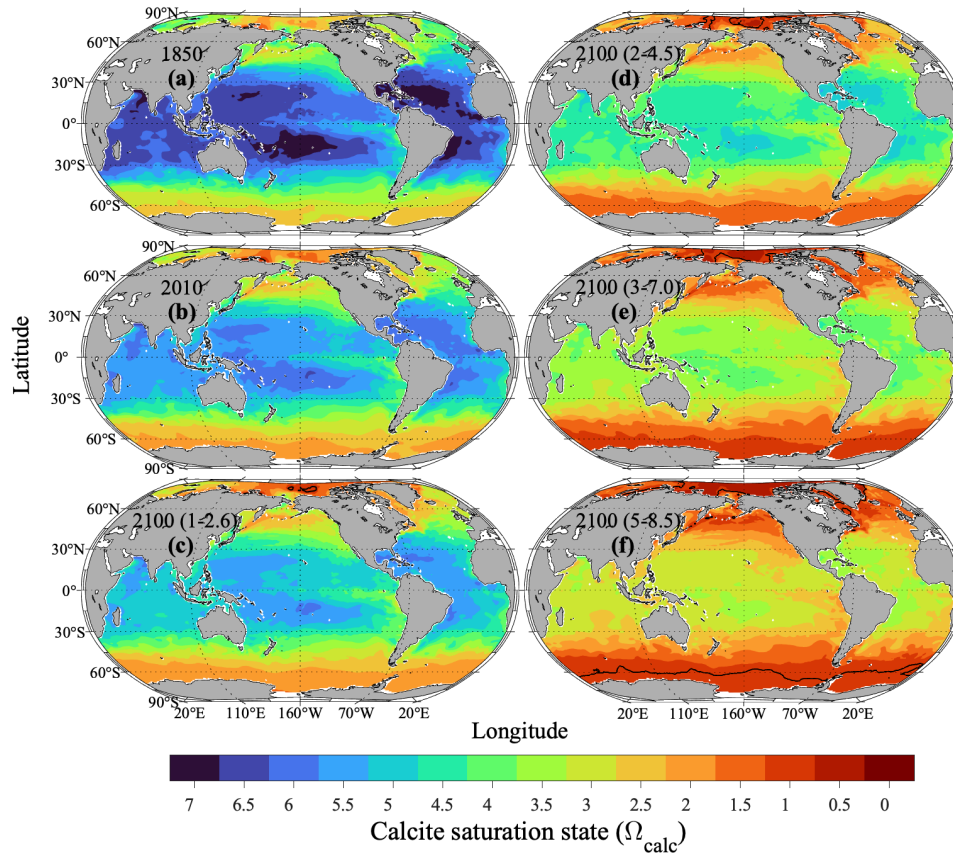 90°N
60°N
30°N
0°
30°S
60°S
1850
(a)
2100 (2-4.5)
(d)
90°N
60°N
30°N
0°
30°S
60°S
90°S
2010
(b)
2100 (3-7.0)
(e)
60°N
30°N
0°
30°S
60°S
90°S
2100 (1-2.6)
(c)
2100 (5-8.5)
(f)
Latitude
20°E 110°E 160°W 70°W 20°E
20°E 110°E 160°W 70°W 20°E
Longitude
7 6.5 6 5.5 5 4.5 4 3.5 3 2.5 2 1.5 1 0.5 0
Calcite saturation state (Ωcalc)